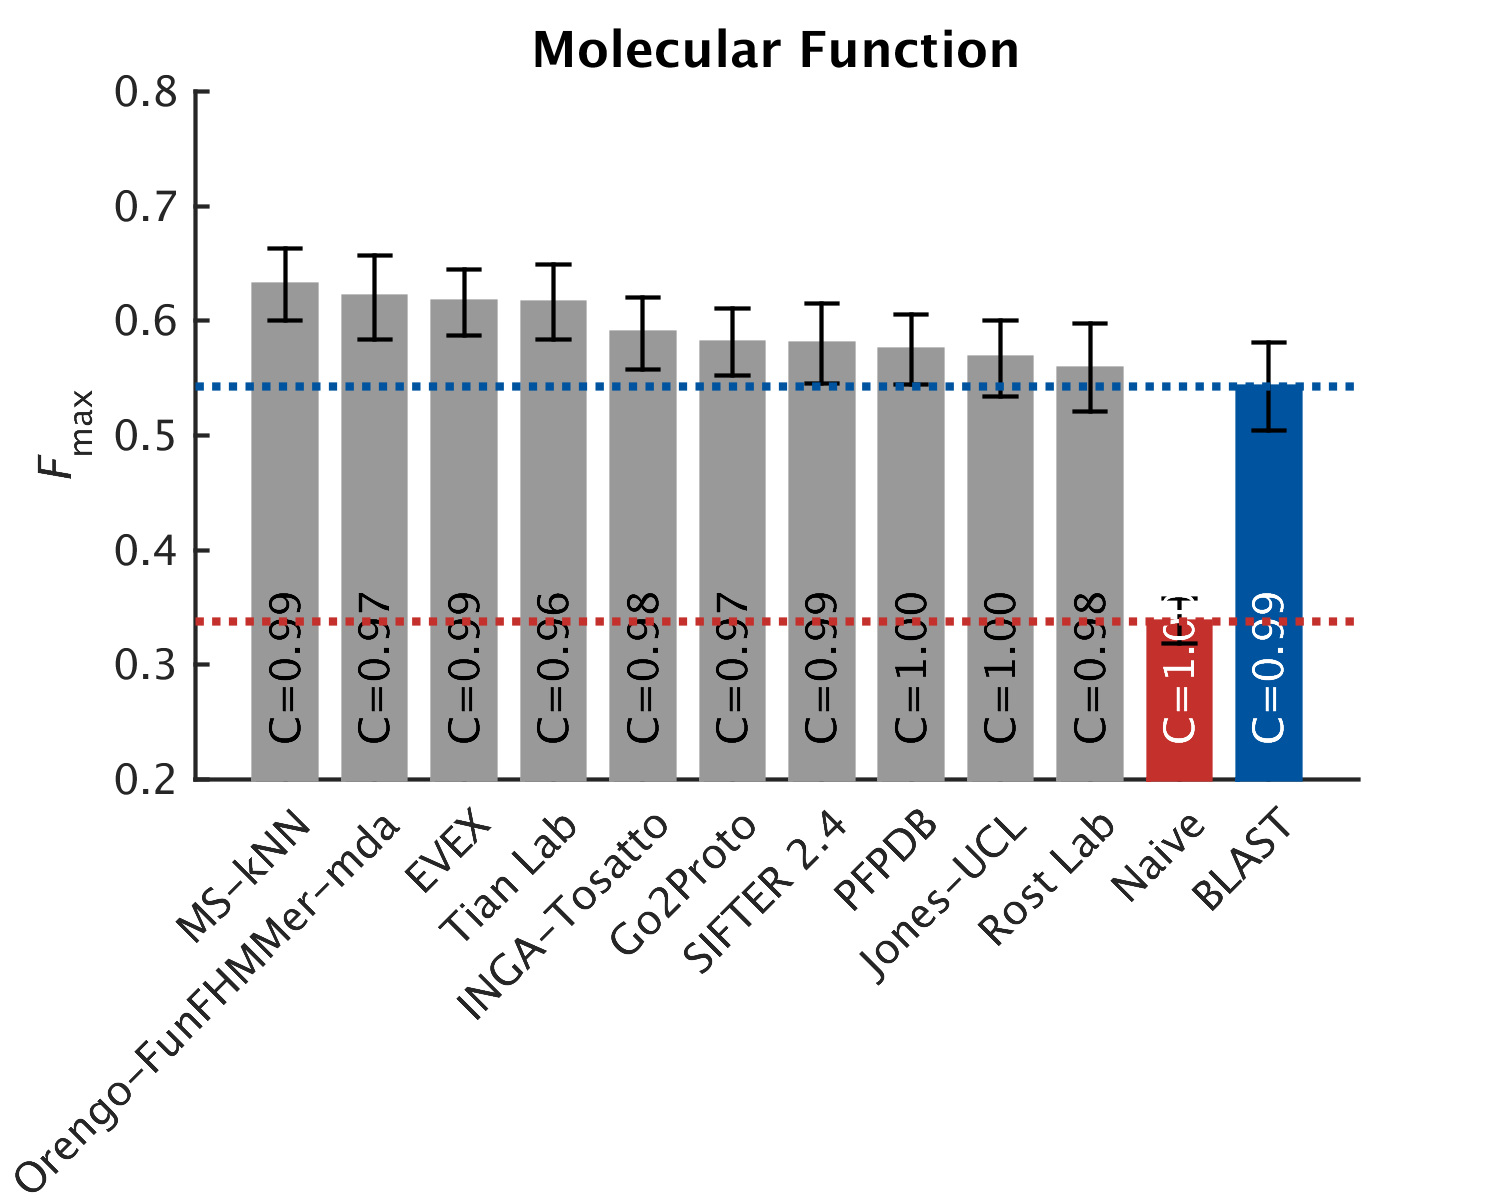 Molecular Function
0.8
0.7
0.6
0.5
0.4
0.3
0.2
Fmax
C=0.99
C=0.97
C=0.99
C=0.96
C=0.98
C=0.97
C=0.99
C=1.00
C=1.00
C=0.98
C=1.00
C=0.99
MS-kNN
Orengo-FunFHMMer-mda
EVEX
Tian Lab
INGA-Tosatto
Go2Proto
SIFTER 2.4
PFPDB
Jones-UCL
Rost Lab
Naive
BLAST